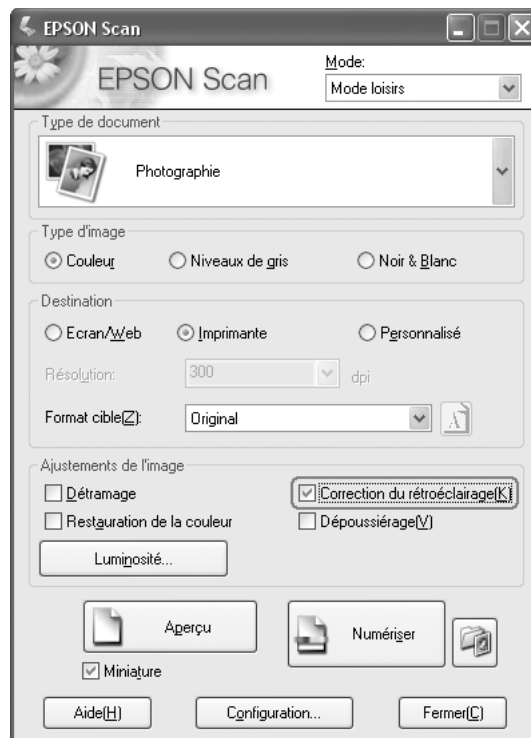 EPSON Scan
EPSON Scan
Mode:
Mode loisirs
Type de document
Photographie
Type d'image
Couleur Niveaux de gris Noir & Blanc
Destination
Ecran/Web Imprimante Personnalisé
Résolution: 300 dpi
Format cible(Z): Original
Ajustements de l'image
Détramage Correction du rétroéclairage(K)
Restauration de la couleur Dépoussiérage(V)
Luminosité...
Aperçu Numériser
Miniature
Aide(H) Configuration... Fermer(C)